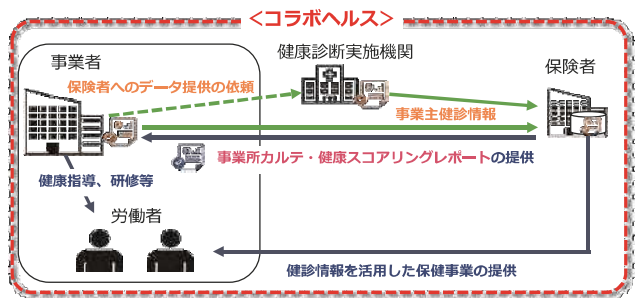 ＜コラボヘルス＞
事業者
健康診断実施機関
保険者
保険者へのデータ提供の依頼
事業主健診情報
事業所カルテ・健康スコアリングレポートの提供
健康指導、研修等
労働者
健診情報を活用した保健事業の提供